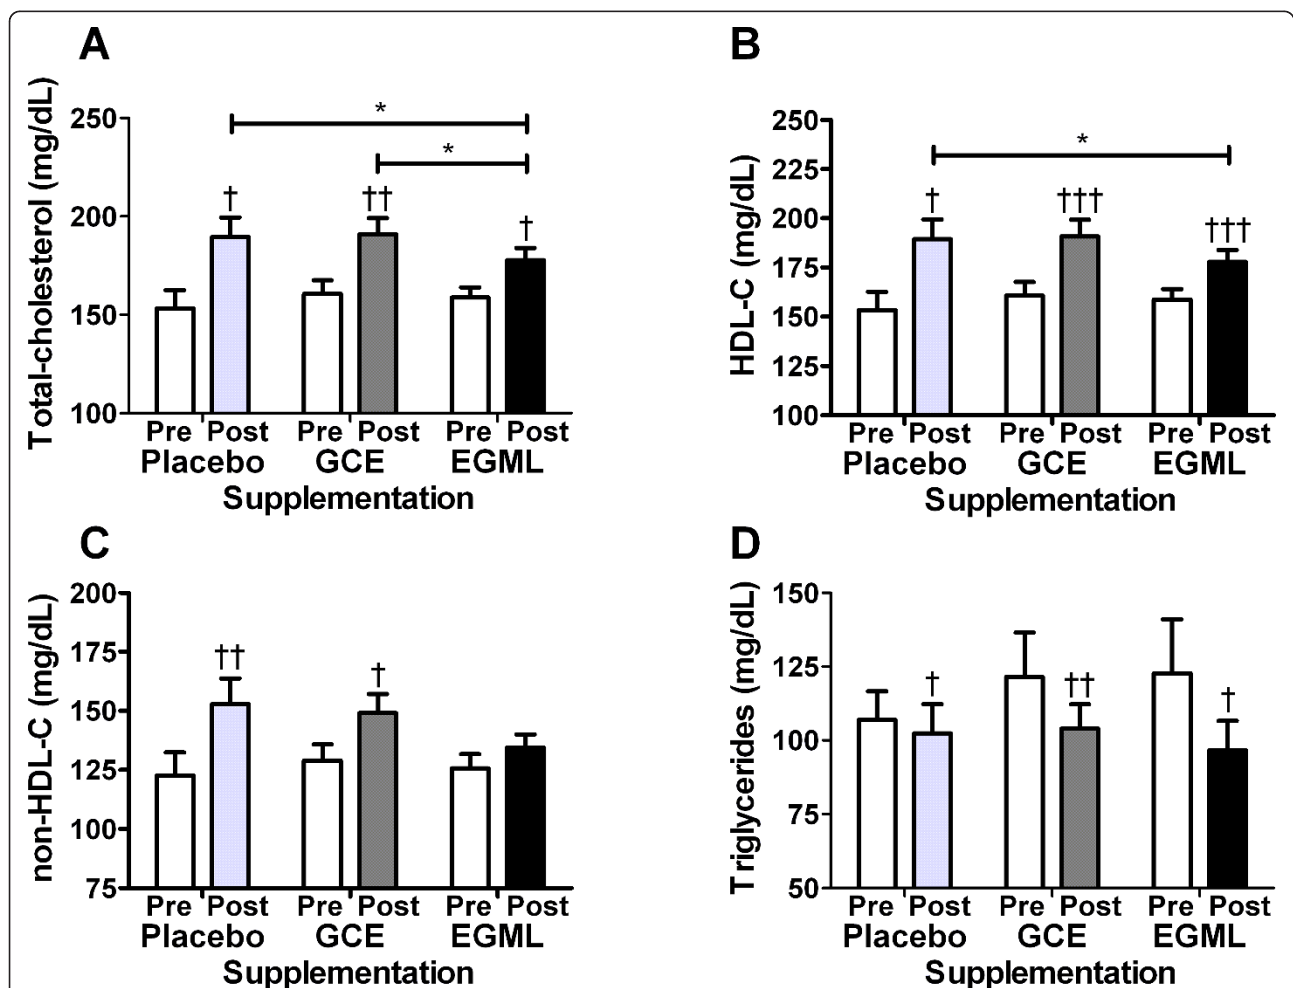 A
Total-cholesterol (mg/dL)
250
200
150
100
*
*
†
††
†
Pre Post Pre Post Pre Post
Placebo GCE EGML
Supplementation
B
HDL-C (mg/dL)
250
225
200
175
150
125
100
*
†
†††
†††
Pre Post Pre Post Pre Post
Placebo GCE EGML
Supplementation
C
non-HDL-C (mg/dL)
200
175
150
125
100
75
††
†
Pre Post Pre Post Pre Post
Placebo GCE EGML
Supplementation
D
Triglycerides (mg/dL)
150
125
100
75
50
†
††
†
Pre Post Pre Post Pre Post
Placebo GCE EGML
Supplementation